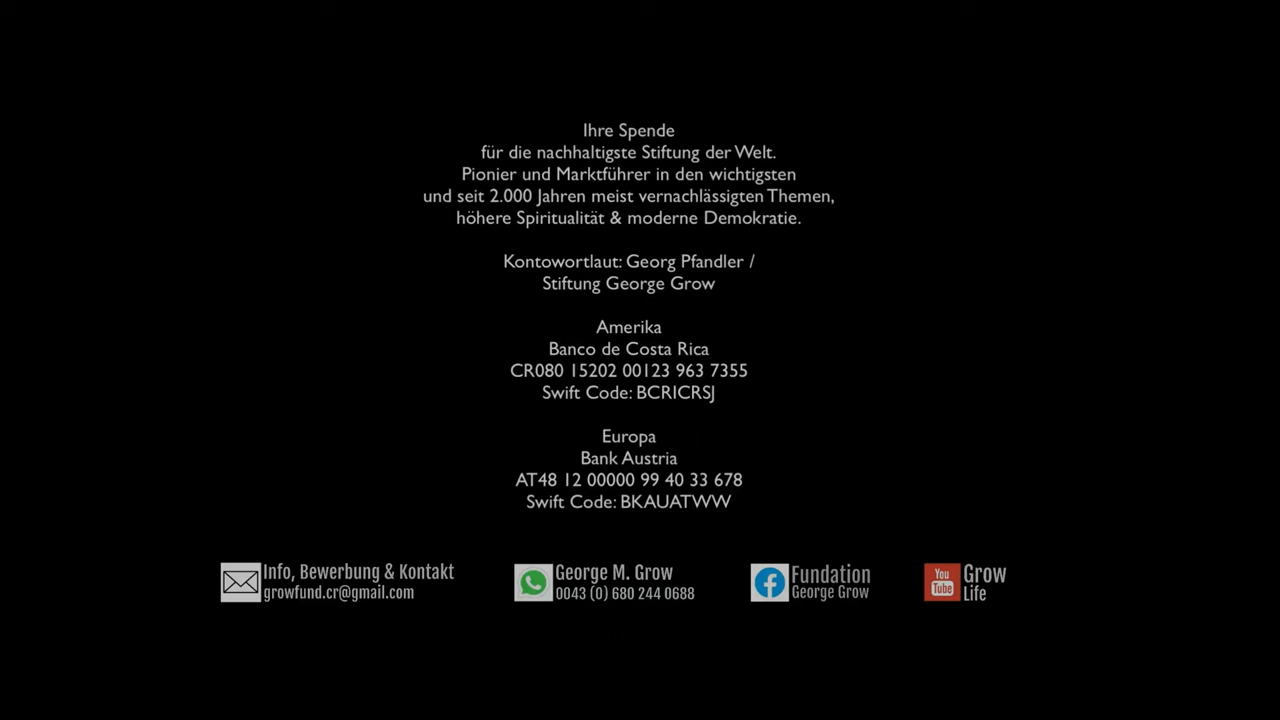 Ihre Spende
für die nachhaltigste Stiftung der Welt.
Pionier und Marktführer in den wichtigsten
und seit 2.000 Jahren meist vernachlässigten Themen,
höhere Spiritualität & moderne Demokratie.
Kontowortlaut: Georg Pfandler /
Stiftung George Grow
Amerika
Banco de Costa Rica
CR080 15202 00123 963 7355
Swift Code: BCRICRSJ
Europa
Bank Austria
AT48 12 00000 99 40 33 678
Swift Code: BKAUATWW
Info, Bewerbung & Kontakt
growfund.cr@gmail.com
George M. Grow
0043 (0) 680 244 0688
Fundation
George Grow
You
Tube
Grow
Life